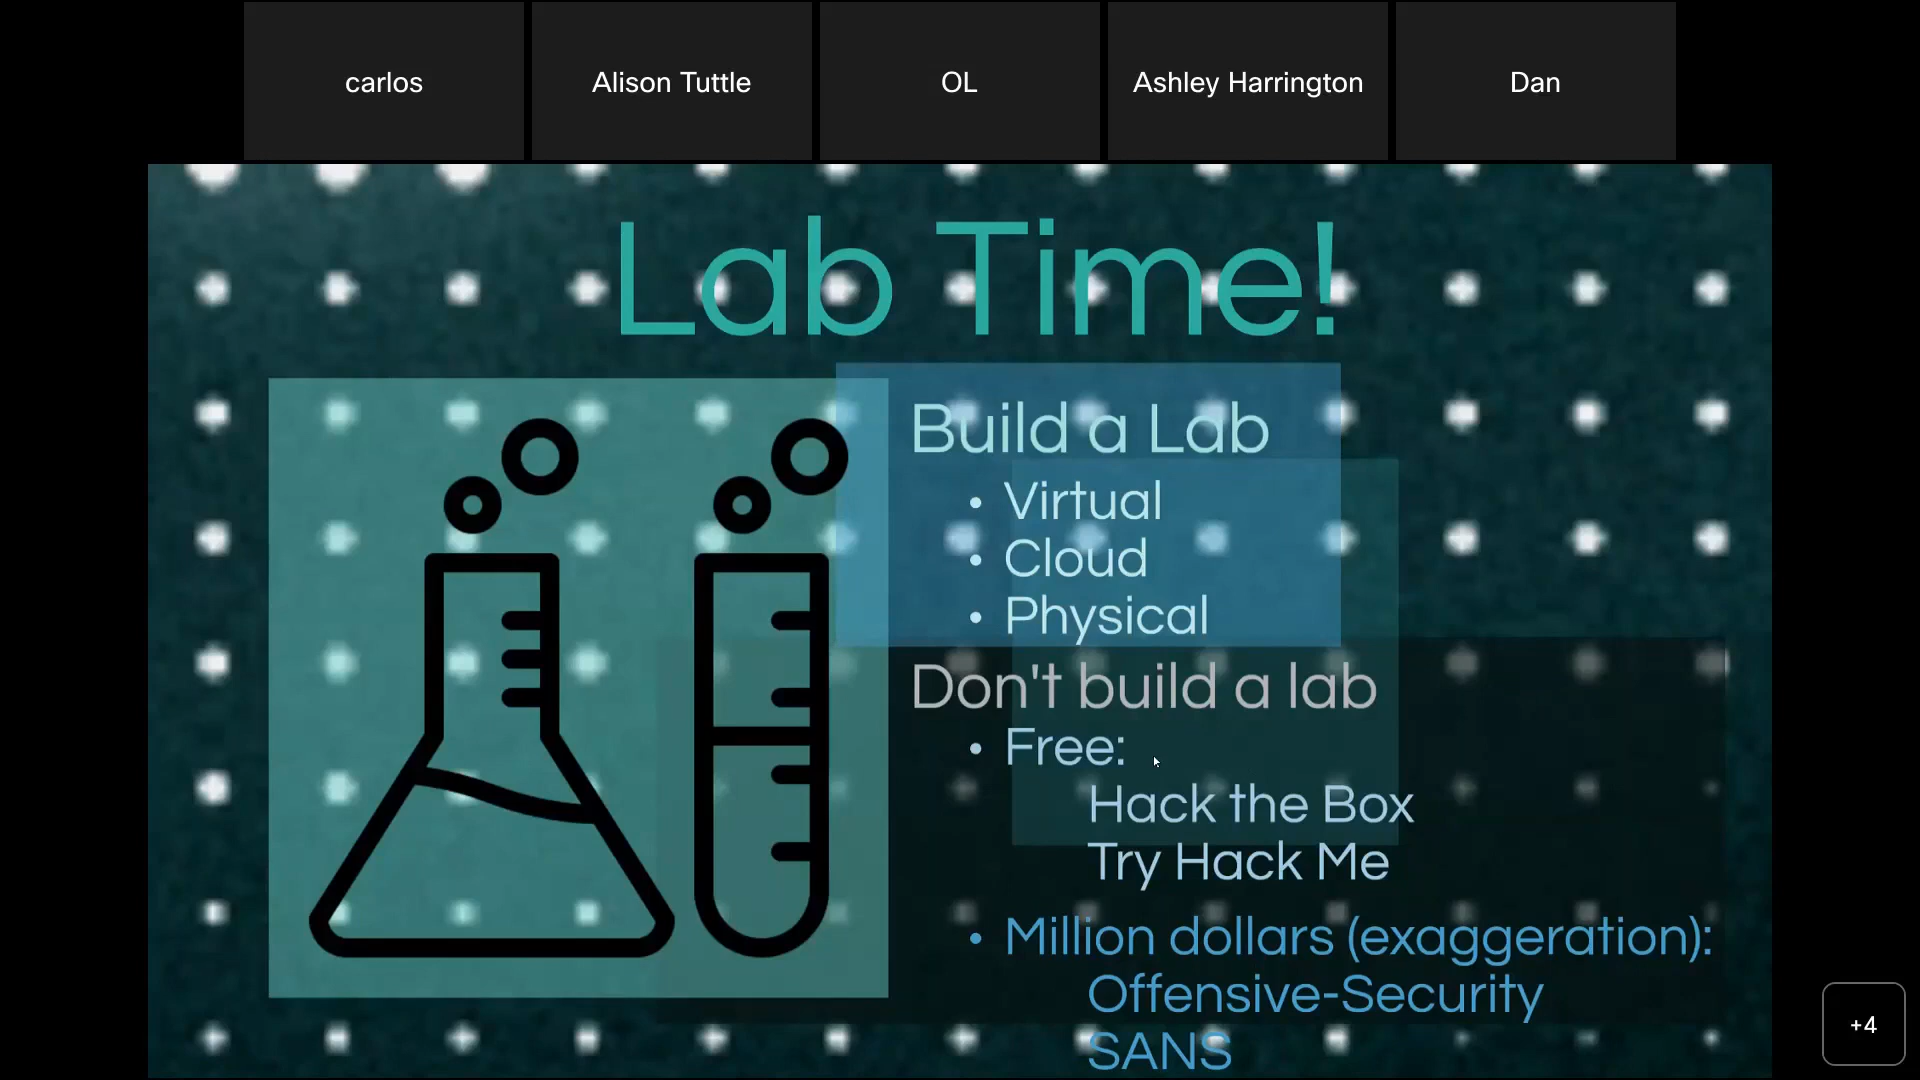 carlos
Alison Tuttle
OL
Ashley Harrington
Dan
Lab Time!
Build a Lab
• Virtual
• Cloud
• Physical
Don't build a lab
• Free:
Hack the Box
Try Hack Me
• Million dollars (exaggeration):
Offensive-Security
SANS
+4